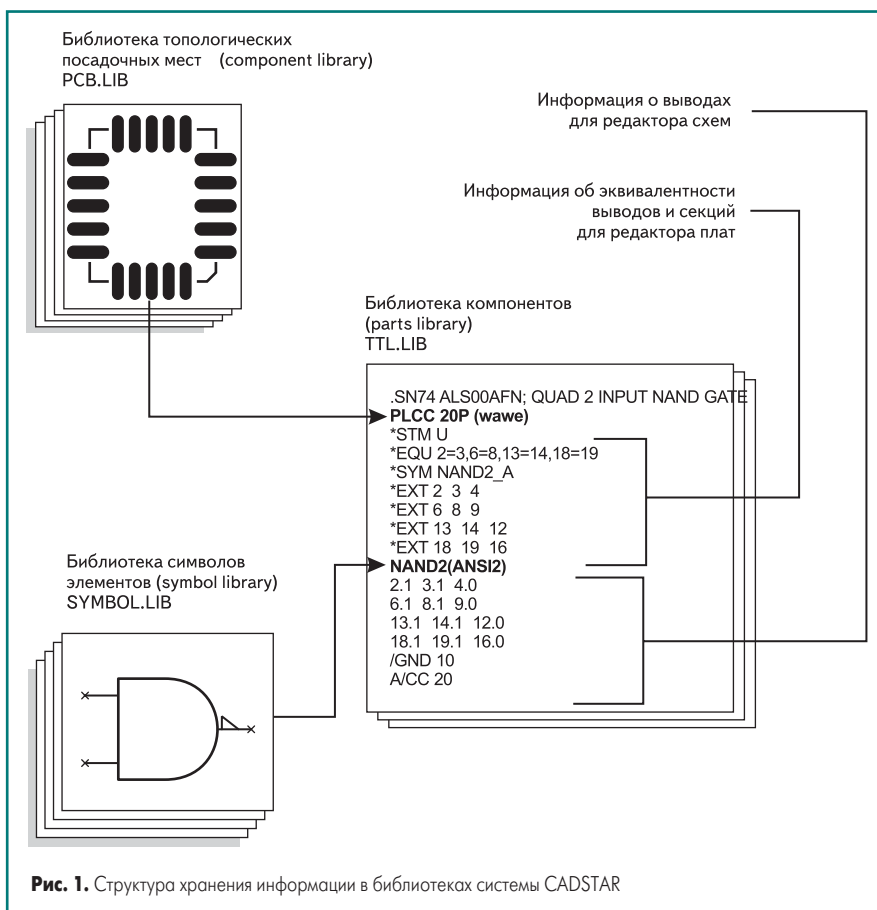 Библиотека топологических
посадочных мест (component library)
PCB.LIB
Информация о выводах
для редактора схем
Информация об эквивалентности
выводов и секций
для редактора плат
Библиотека компонентов
(parts library)
TTL.LIB
.SN74 ALS00AFN; QUAD 2 INPUT NAND GATE
PLCC 20P (wawe)
*STM U
*EQU 2=3,6=8,13=14,18=19
*SYM NAND2_A
*EXT 2 3 4
*EXT 6 8 9
*EXT 13 14 12
*EXT 18 19 16
NAND2(ANSI2)
2.1 3.1 4.0
6.1 8.1 9.0
13.1 14.1 12.0
18.1 19.1 16.0
/GND 10
A/CC 20
Библиотека символов
элементов (symbol library)
SYMBOL.LIB
Рис. 1. Структура хранения информации в библиотеках системы CADSTAR